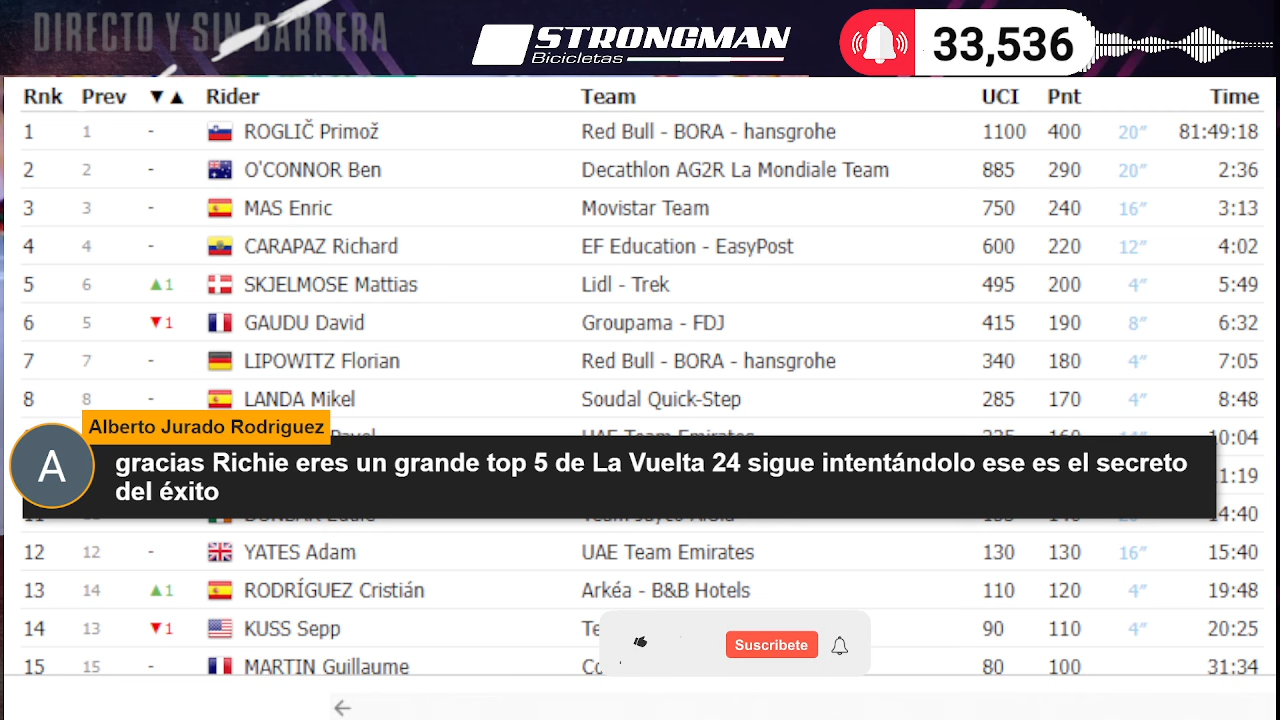 DIRECTO Y SIN BARRERA
STRONGMAN
Bicicletas
33,536
Rnk Prev ▼▲ Rider Team UCI Pnt Time
1 1 - ROGLIČ Primož Red Bull - BORA - hansgrohe 1100 400 20″ 81:49:18
2 2 - O'CONNOR Ben Decathlon AG2R La Mondiale Team 885 290 20″ 2:36
3 3 - MAS Enric Movistar Team 750 240 16″ 3:13
4 4 - CARAPAZ Richard EF Education - EasyPost 600 220 12″ 4:02
5 6 ▲1 SKJELMOSE Mattias Lidl - Trek 495 200 4″ 5:49
6 5 ▼1 GAUDU David Groupama - FDJ 415 190 8″ 6:32
7 7 - LIPOWITZ Florian Red Bull - BORA - hansgrohe 340 180 4″ 7:05
8 8 - LANDA Mikel Soudal Quick-Step 285 170 4″ 8:48
Alberto Jurado Rodriguez
10:04
A
gracias Richie eres un grande top 5 de La Vuelta 24 sigue intentándolo ese es el secreto
del éxito
12 12 - YATES Adam UAE Team Emirates 130 130 16″ 15:40
13 14 ▲1 RODRÍGUEZ Cristián Arkéa - B&B Hotels 110 120 4″ 19:48
14 13 ▼1 KUSS Sepp 90 110 4″ 20:25
Suscribete
15 15 - MARTIN Guillaume 80 100 31:34